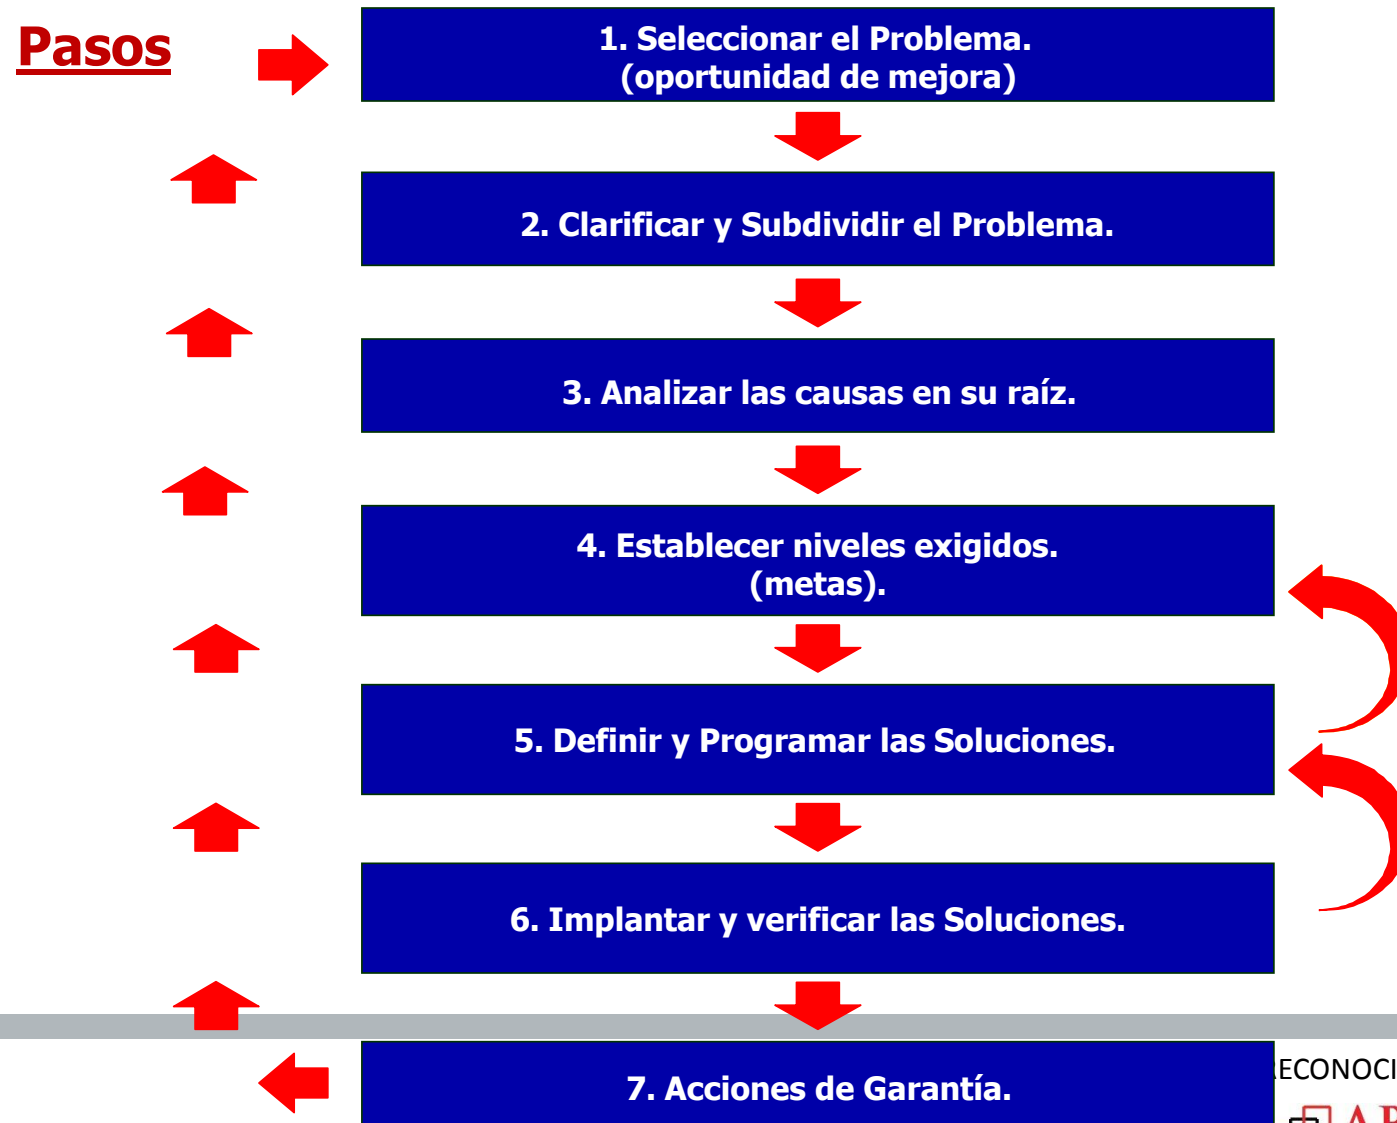 Pasos
1. Seleccionar el Problema.
(oportunidad de mejora)
2. Clarificar y Subdividir el Problema.
3. Analizar las causas en su raíz.
4. Establecer niveles exigidos.
(metas).
5. Definir y Programar las Soluciones.
6. Implantar y verificar las Soluciones.
7. Acciones de Garantía.